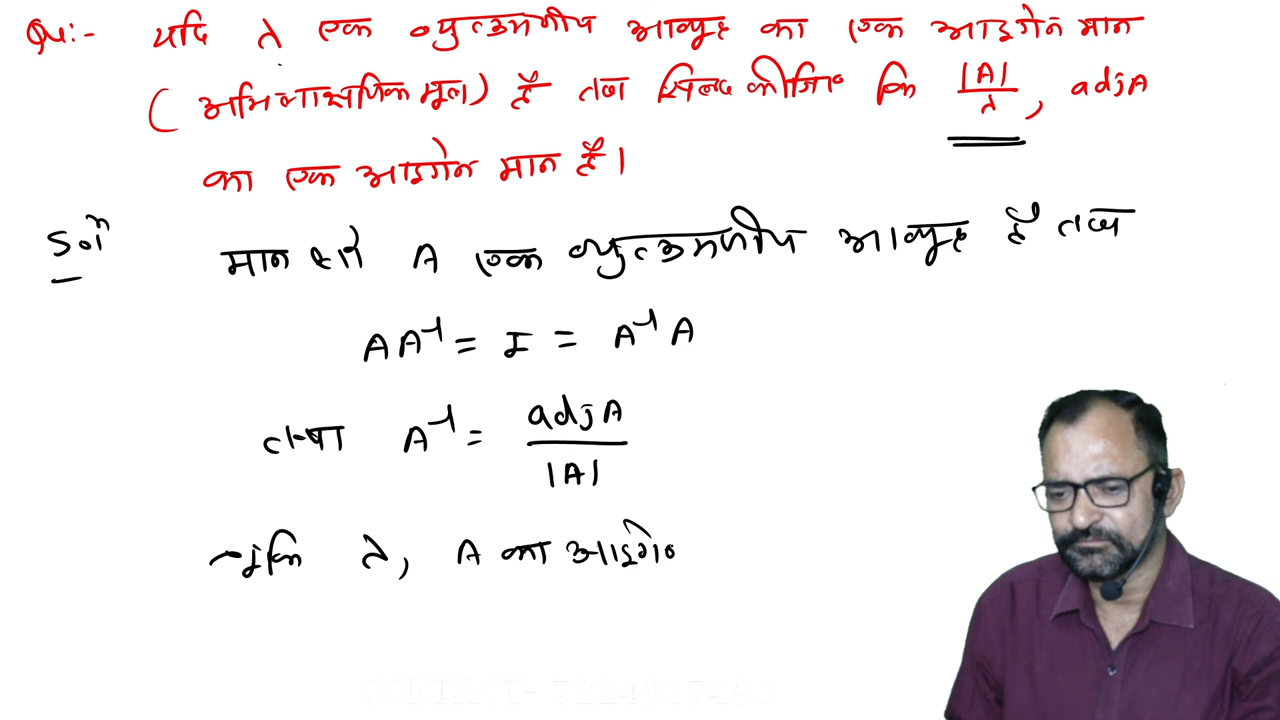 Qu:- यदि λ एक व्युत्क्रमणीय आव्यूह का एक आइगेन मान
(अभिलाक्षणिक मूल) है तब सिद्ध कीजिए कि |A|/λ, adjA
का एक आइगेन मान है।
Solⁿ मान लो A एक व्युत्क्रमणीय आव्यूह है तब
AA⁻¹ = I = A⁻¹A
तथा A⁻¹ = adjA/|A|
चूंकि λ, A का आइगे